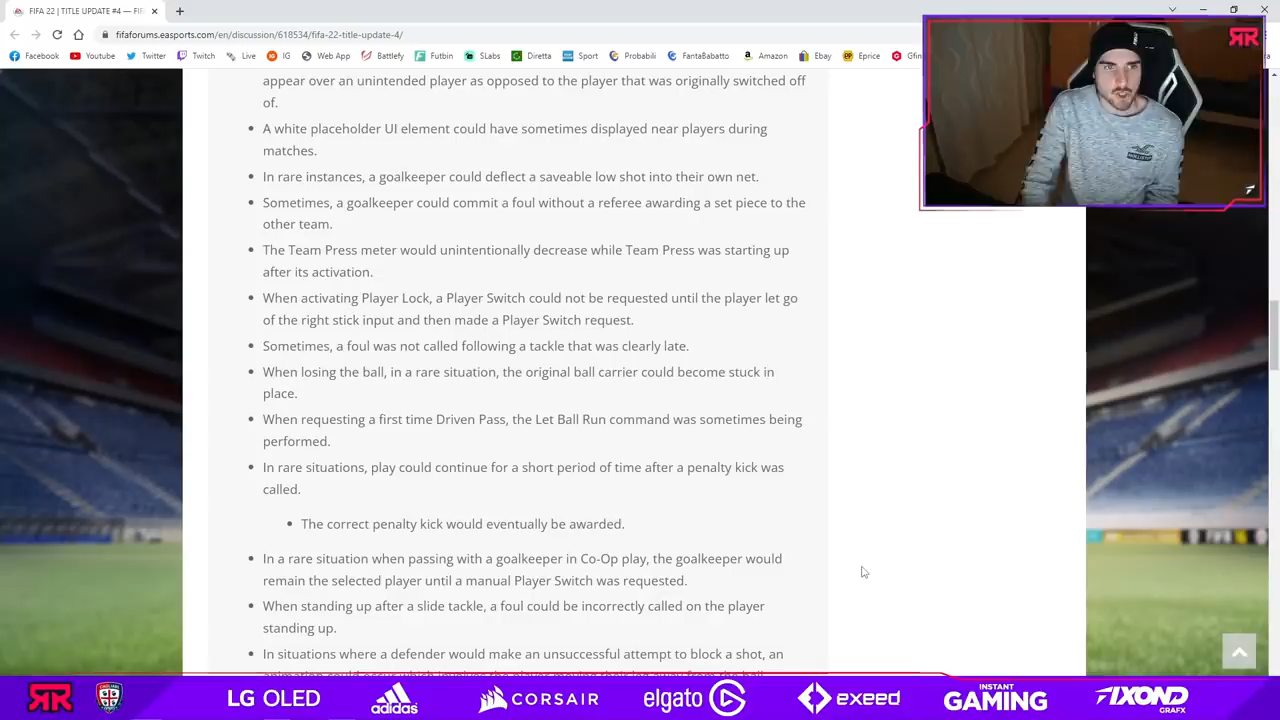 FIFA 22 | TITLE UPDATE #4 — FI
fifaforums.easports.com/en/discussion/618534/fifa-22-title-update-4/
Facebook Youtube Twitter Twitch Live IG Web App Battlefy Futbin SLabs Diretta Sport Probabili FantaBabatto Amazon Ebay Eprice Gfin
appear over an unintended player as opposed to the player that was originally switched off
of.
A white placeholder UI element could have sometimes displayed near players during
matches.
In rare instances, a goalkeeper could deflect a saveable low shot into their own net.
Sometimes, a goalkeeper could commit a foul without a referee awarding a set piece to the
other team.
The Team Press meter would unintentionally decrease while Team Press was starting up
after its activation.
When activating Player Lock, a Player Switch could not be requested until the player let go
of the right stick input and then made a Player Switch request.
Sometimes, a foul was not called following a tackle that was clearly late.
When losing the ball, in a rare situation, the original ball carrier could become stuck in
place.
When requesting a first time Driven Pass, the Let Ball Run command was sometimes being
performed.
In rare situations, play could continue for a short period of time after a penalty kick was
called.
The correct penalty kick would eventually be awarded.
In a rare situation when passing with a goalkeeper in Co-Op play, the goalkeeper would
remain the selected player until a manual Player Switch was requested.
When standing up after a slide tackle, a foul could be incorrectly called on the player
standing up.
In situations where a defender would make an unsuccessful attempt to block a shot, an
LG OLED adidas CORSAIR elgato exeed INSTANT GAMING FIXOND GRAFX